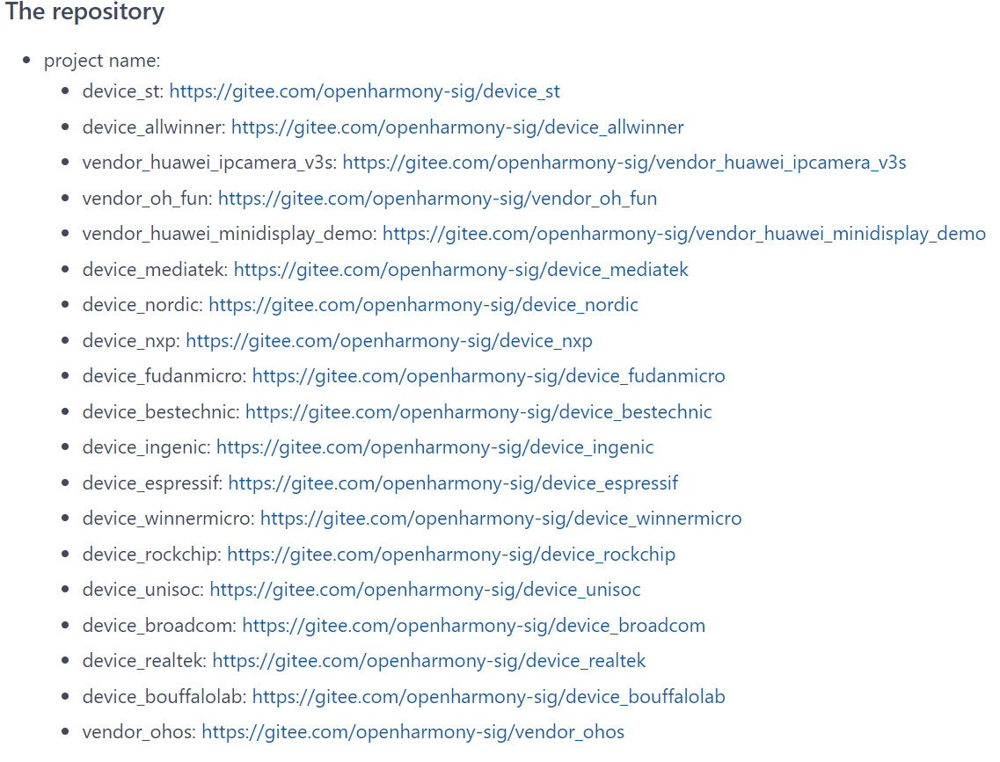 The repository
project name:
device_st: https://gitee.com/openharmony-sig/device_st
device_allwinner: https://gitee.com/openharmony-sig/device_allwinner
vendor_huawei_ipcamera_v3s: https://gitee.com/openharmony-sig/vendor_huawei_ipcamera_v3s
vendor_oh_fun: https://gitee.com/openharmony-sig/vendor_oh_fun
vendor_huawei_minidisplay_demo: https://gitee.com/openharmony-sig/vendor_huawei_minidisplay_demo
device_mediatek: https://gitee.com/openharmony-sig/device_mediatek
device_nordic: https://gitee.com/openharmony-sig/device_nordic
device_nxp: https://gitee.com/openharmony-sig/device_nxp
device_fudanmicro: https://gitee.com/openharmony-sig/device_fudanmicro
device_bestechnic: https://gitee.com/openharmony-sig/device_bestechnic
device_ingenic: https://gitee.com/openharmony-sig/device_ingenic
device_espressif: https://gitee.com/openharmony-sig/device_espressif
device_winnermicro: https://gitee.com/openharmony-sig/device_winnermicro
device_rockchip: https://gitee.com/openharmony-sig/device_rockchip
device_unisoc: https://gitee.com/openharmony-sig/device_unisoc
device_broadcom: https://gitee.com/openharmony-sig/device_broadcom
device_realtek: https://gitee.com/openharmony-sig/device_realtek
device_bouffalolab: https://gitee.com/openharmony-sig/device_bouffalolab
vendor_ohos: https://gitee.com/openharmony-sig/vendor_ohos